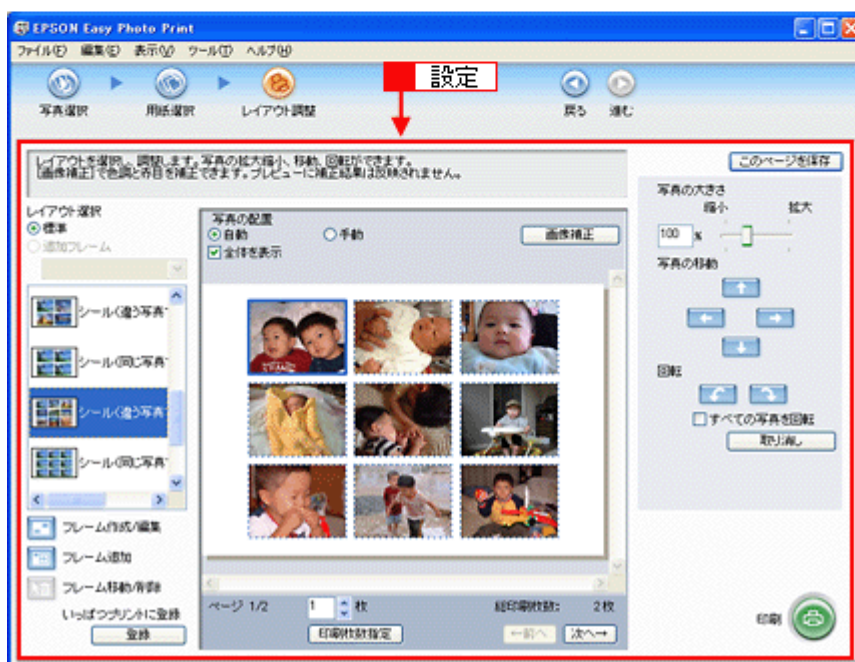 EPSON Easy Photo Print
ファイル(F) 編集(E) 表示(V) ツール(T) ヘルプ(H)
写真選択 用紙選択 レイアウト調整 戻る 進む
設定
レイアウトを選択し、調整します。写真の拡大縮小、移動、回転ができます。
[画像補正]で色調と赤目を補正できます。プレビューに補正結果は反映されません。
このページを保存
レイアウト選択
標準
追加フレーム
シール(違う写真
シール(同じ写真
シール(違う写真
シール(同じ写真
フレーム作成/編集
フレーム追加
フレーム移動/削除
いっぱつプリントに登録
登録
写真の配置
自動 手動 画像補正
全体を表示
ページ 1/2 1 枚 総印刷枚数: 2枚
印刷枚数指定 ←前へ 次へ→
写真の大きさ
縮小 拡大
100 %
写真の移動
回転
すべての写真を回転
取り消し
印刷